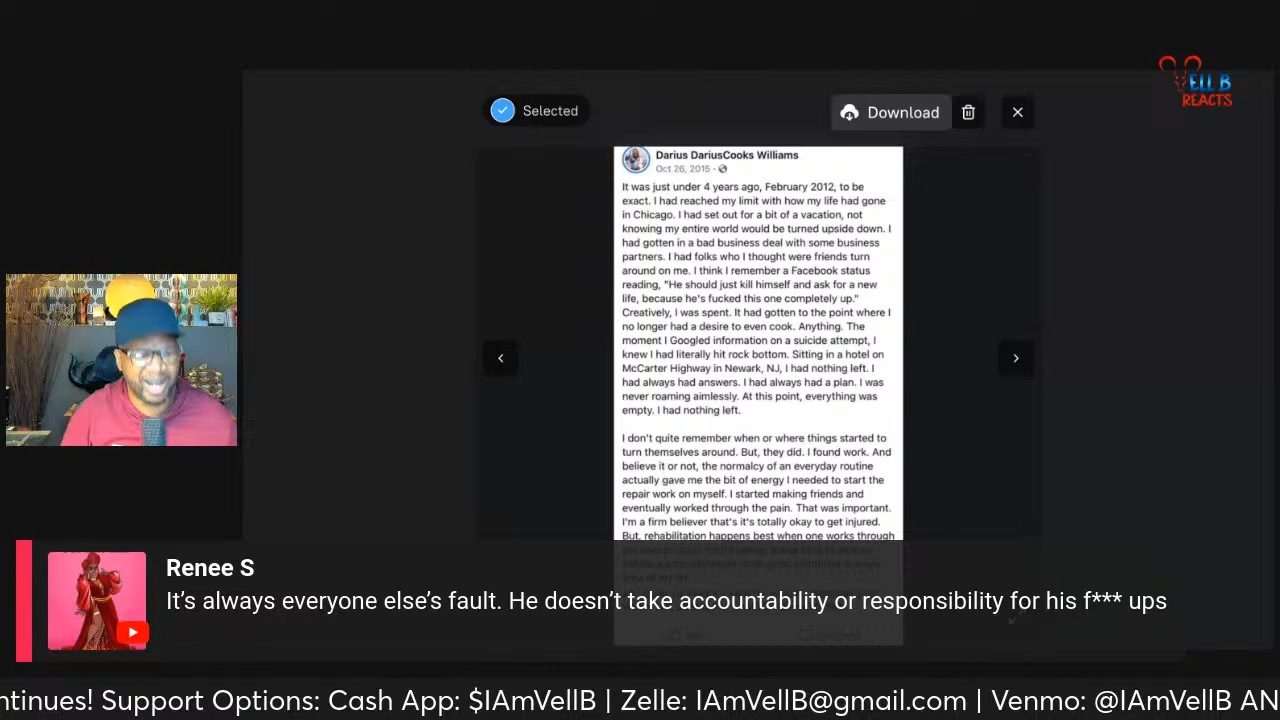 VELL B
REACTS
Selected
Download
Darius DariusCooks Williams
Oct 26, 2015 ·
It was just under 4 years ago, February 2012, to be
exact. I had reached my limit with how my life had gone
in Chicago. I had set out for a bit of a vacation, not
knowing my entire world would be turned upside down. I
had gotten in a bad business deal with some business
partners. I had folks who I thought were friends turn
around on me. I think I remember a Facebook status
reading, "He should just kill himself and ask for a new
life, because he's fucked this one completely up."
Creatively, I was spent. It had gotten to the point where I
no longer had a desire to even cook. Anything. The
moment I Googled information on a suicide attempt, I
knew I had literally hit rock bottom. Sitting in a hotel on
McCarter Highway in Newark, NJ, I had nothing left. I
had always had answers. I had always had a plan. I was
never roaming aimlessly. At this point, everything was
empty. I had nothing left.
I don't quite remember when or where things started to
turn themselves around. But, they did. I found work. And
believe it or not, the normalcy of an everyday routine
actually gave me the bit of energy I needed to start the
repair work on myself. I started making friends and
eventually worked through the pain. That was important.
I'm a firm believer that's it's totally okay to get injured.
But, rehabilitation happens best when one works through
Renee S
It's always everyone else's fault. He doesn't take accountability or responsibility for his f*** ups
ntinues! Support Options: Cash App: $IAmVellB | Zelle: IAmVellB@gmail.com | Venmo: @IAmVellB AN